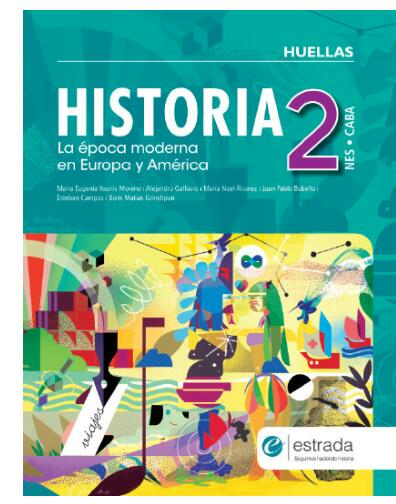 HUELLAS
HISTORIA 2
La época moderna
en Europa y América
NES • CABA
María Eugenia Younis Moreno | Alejandro Galliano | María Noel Álvarez | Juan Pablo Bubello |
Esteban Campos | Boris Matías Grinchpun
viajes
estrada
Seguimos haciendo historia